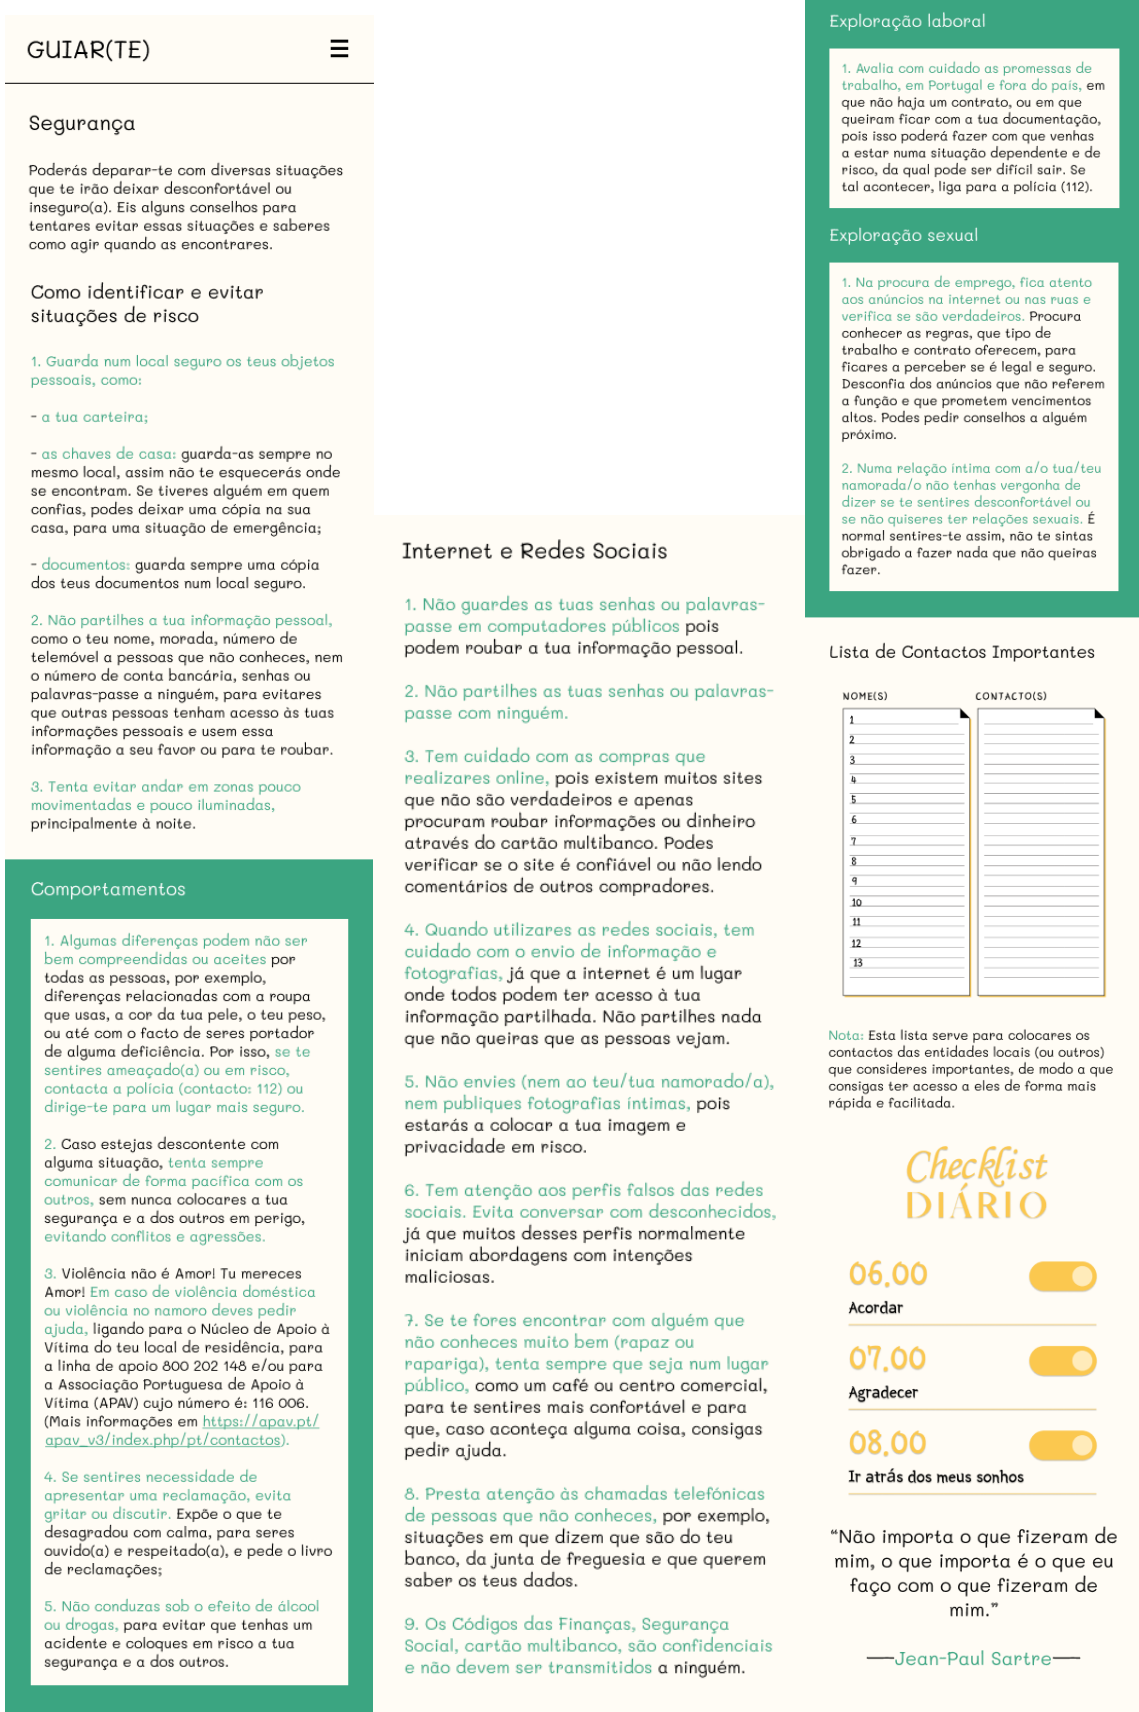 GUIAR(TE)
Segurança
Poderás deparar-te com diversas situações
que te irão deixar desconfortável ou
inseguro(a). Eis alguns conselhos para
tentares evitar essas situações e saberes
como agir quando as encontrares.
Como identificar e evitar
situações de risco
1. Guarda num local seguro os teus objetos
pessoais, como:
- a tua carteira;
- as chaves de casa: guarda-as sempre no
mesmo local, assim não te esquecerás onde
se encontram. Se tiveres alguém em quem
confias, podes deixar uma cópia na sua
casa, para uma situação de emergência;
- documentos: guarda sempre uma cópia
dos teus documentos num local seguro.
2. Não partilhes a tua informação pessoal,
como o teu nome, morada, número de
telemóvel a pessoas que não conheces, nem
o número de conta bancária, senhas ou
palavras-passe a ninguém, para evitares
que outras pessoas tenham acesso às tuas
informações pessoais e usem essa
informação a seu favor ou para te roubar.
3. Tenta evitar andar em zonas pouco
movimentadas e pouco iluminadas,
principalmente à noite.
Comportamentos
1. Algumas diferenças podem não ser
bem compreendidas ou aceites por
todas as pessoas, por exemplo,
diferenças relacionadas com a roupa
que usas, a cor da tua pele, o teu peso,
ou até com o facto de seres portador
de alguma deficiência. Por isso, se te
sentires ameaçado(a) ou em risco,
contacta a polícia (contacto: 112) ou
dirige-te para um lugar mais seguro.
2. Caso estejas descontente com
alguma situação, tenta sempre
comunicar de forma pacífica com os
outros, sem nunca colocares a tua
segurança e a dos outros em perigo,
evitando conflitos e agressões.
3. Violência não é Amor! Tu mereces
Amor! Em caso de violência doméstica
ou violência no namoro deves pedir
ajuda, ligando para o Núcleo de Apoio à
Vítima do teu local de residência, para
a linha de apoio 800 202 148 e/ou para
a Associação Portuguesa de Apoio à
Vítima (APAV) cujo número é: 116 006.
(Mais informações em https://apav.pt/
apav_v3/index.php/pt/contactos).
4. Se sentires necessidade de
apresentar uma reclamação, evita
gritar ou discutir. Expõe o que te
desagradou com calma, para seres
ouvido(a) e respeitado(a), e pede o livro
de reclamações;
5. Não conduzas sob o efeito de álcool
ou drogas, para evitar que tenhas um
acidente e coloques em risco a tua
segurança e a dos outros.
Internet e Redes Sociais
1. Não guardes as tuas senhas ou palavras-
passe em computadores públicos pois
podem roubar a tua informação pessoal.
2. Não partilhes as tuas senhas ou palavras-
passe com ninguém.
3. Tem cuidado com as compras que
realizares online, pois existem muitos sites
que não são verdadeiros e apenas
procuram roubar informações ou dinheiro
através do cartão multibanco. Podes
verificar se o site é confiável ou não lendo
comentários de outros compradores.
4. Quando utilizares as redes sociais, tem
cuidado com o envio de informação e
fotografias, já que a internet é um lugar
onde todos podem ter acesso à tua
informação partilhada. Não partilhes nada
que não queiras que as pessoas vejam.
5. Não envies (nem ao teu/tua namorado/a),
nem publiques fotografias íntimas, pois
estarás a colocar a tua imagem e
privacidade em risco.
6. Tem atenção aos perfis falsos das redes
sociais. Evita conversar com desconhecidos,
já que muitos desses perfis normalmente
iniciam abordagens com intenções
maliciosas.
7. Se te fores encontrar com alguém que
não conheces muito bem (rapaz ou
rapariga), tenta sempre que seja num lugar
público, como um café ou centro comercial,
para te sentires mais confortável e para
que, caso aconteça alguma coisa, consigas
pedir ajuda.
8. Presta atenção às chamadas telefónicas
de pessoas que não conheces, por exemplo,
situações em que dizem que são do teu
banco, da junta de freguesia e que querem
saber os teus dados.
9. Os Códigos das Finanças, Segurança
Social, cartão multibanco, são confidenciais
e não devem ser transmitidos a ninguém.
Exploração laboral
1. Avalia com cuidado as promessas de
trabalho, em Portugal e fora do país, em
que não haja um contrato, ou em que
queiram ficar com a tua documentação,
pois isso poderá fazer com que venhas
a estar numa situação dependente e de
risco, da qual pode ser difícil sair. Se
tal acontecer, liga para a polícia (112).
Exploração sexual
1. Na procura de emprego, fica atento
aos anúncios na internet ou nas ruas e
verifica se são verdadeiros. Procura
conhecer as regras, que tipo de
trabalho e contrato oferecem, para
ficares a perceber se é legal e seguro.
Desconfia dos anúncios que não referem
a função e que prometem vencimentos
altos. Podes pedir conselhos a alguém
próximo.
2. Numa relação íntima com a/o tua/teu
namorada/o não tenhas vergonha de
dizer se te sentires desconfortável ou
se não quiseres ter relações sexuais. É
normal sentires-te assim, não te sintas
obrigado a fazer nada que não queiras
fazer.
Lista de Contactos Importantes
NOME(S) CONTACTO(S)
1
2
3
4
5
6
7
8
9
10
11
12
13
Nota: Esta lista serve para colocares os
contactos das entidades locais (ou outros)
que consideres importantes, de modo a que
consigas ter acesso a eles de forma mais
rápida e facilitada.
Checklist
DIÁRIO
06.00
Acordar
07.00
Agradecer
08.00
Ir atrás dos meus sonhos
“Não importa o que fizeram de
mim, o que importa é o que eu
faço com o que fizeram de
mim.”
—Jean-Paul Sartre—